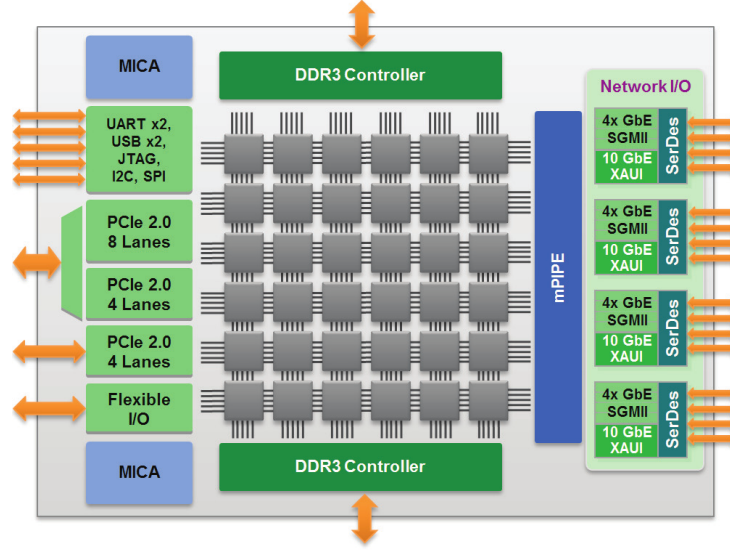 MICA
DDR3 Controller
Network I/O
UART x2,
USB x2,
JTAG,
I2C, SPI
PCIe 2.0
8 Lanes
PCIe 2.0
4 Lanes
PCIe 2.0
4 Lanes
Flexible
I/O
MICA
DDR3 Controller
mPIPE
4x GbE
SGMII
10 GbE
XAUI
SerDes
4x GbE
SGMII
10 GbE
XAUI
SerDes
4x GbE
SGMII
10 GbE
XAUI
SerDes
4x GbE
SGMII
10 GbE
XAUI
SerDes